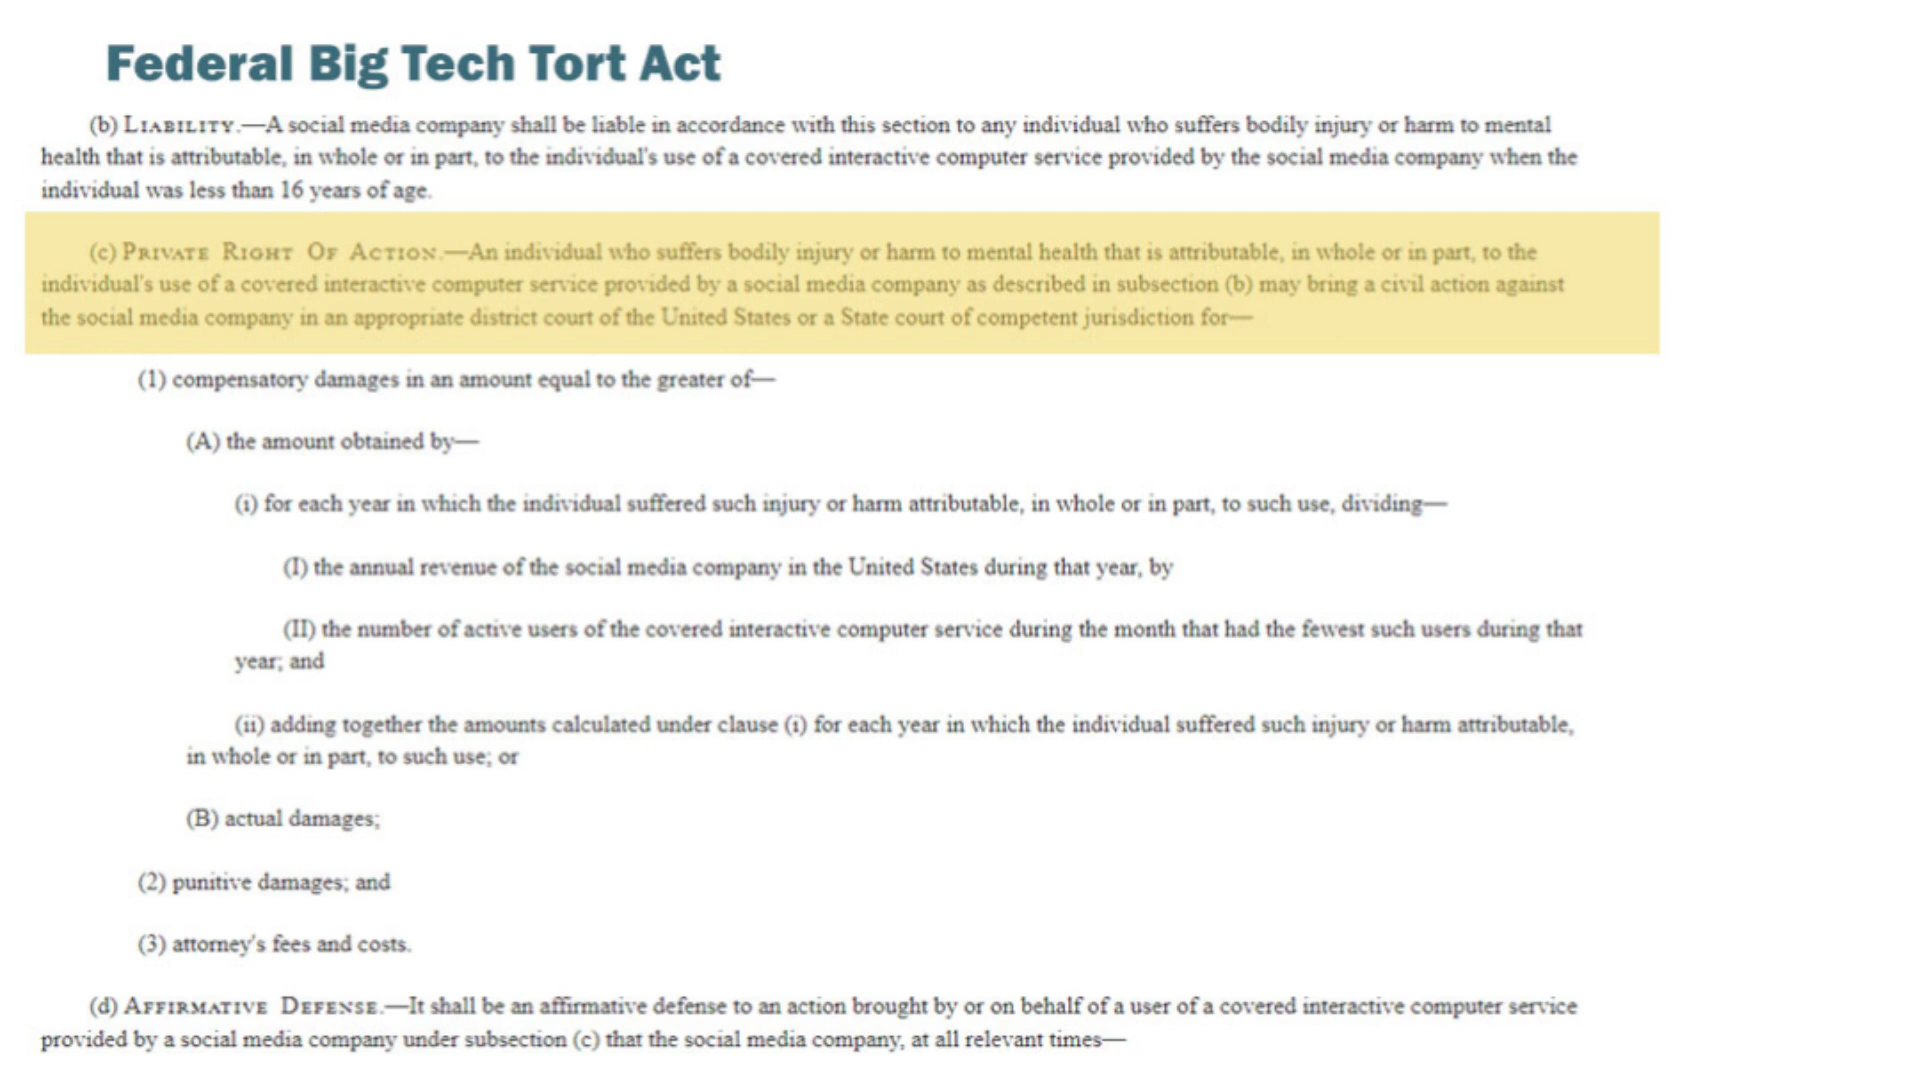 Federal Big Tech Tort Act
(b) LIABILITY.—A social media company shall be liable in accordance with this section to any individual who suffers bodily injury or harm to mental
health that is attributable, in whole or in part, to the individual's use of a covered interactive computer service provided by the social media company when the
individual was less than 16 years of age.
(c) PRIVATE RIGHT OF ACTION.—An individual who suffers bodily injury or harm to mental health that is attributable, in whole or in part, to the
individual's use of a covered interactive computer service provided by a social media company as described in subsection (b) may bring a civil action against
the social media company in an appropriate district court of the United States or a State court of competent jurisdiction for—
(1) compensatory damages in an amount equal to the greater of—
(A) the amount obtained by—
(i) for each year in which the individual suffered such injury or harm attributable, in whole or in part, to such use, dividing—
(I) the annual revenue of the social media company in the United States during that year, by
(II) the number of active users of the covered interactive computer service during the month that had the fewest such users during that
year; and
(ii) adding together the amounts calculated under clause (i) for each year in which the individual suffered such injury or harm attributable,
in whole or in part, to such use; or
(B) actual damages;
(2) punitive damages; and
(3) attorney's fees and costs.
(d) AFFIRMATIVE DEFENSE.—It shall be an affirmative defense to an action brought by or on behalf of a user of a covered interactive computer service
provided by a social media company under subsection (c) that the social media company, at all relevant times—